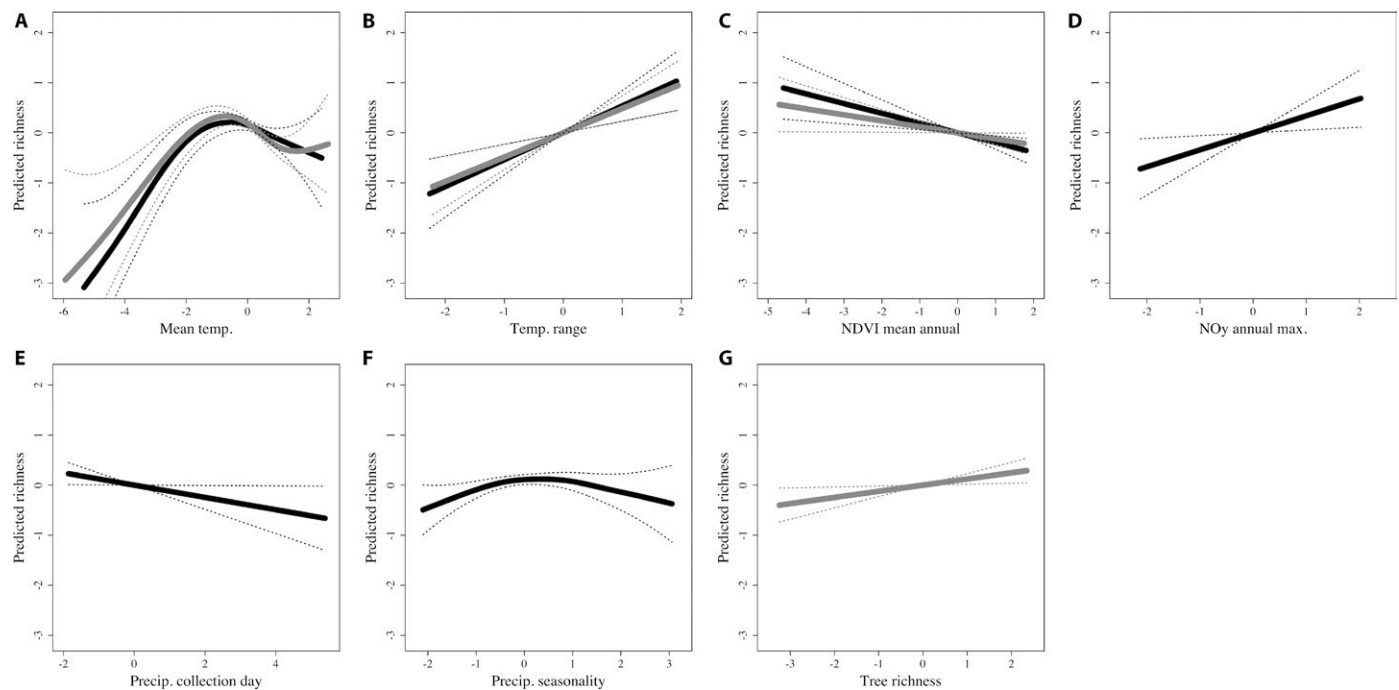 A
B
C
D
Predicted richness
2
1
0
-1
-2
-3
-6 -4 -2 0 2
Mean temp.
Predicted richness
2
1
0
-1
-2
-3
-2 -1 0 1 2
Temp. range
Predicted richness
2
1
0
-1
-2
-3
-5 -4 -3 -2 -1 0 1 2
NDVI mean annual
Predicted richness
2
1
0
-1
-2
-3
-2 -1 0 1 2
NOy annual max.
E
F
G
Predicted richness
2
1
0
-1
-2
-3
-2 0 2 4
Precip. collection day
Predicted richness
2
1
0
-1
-2
-3
-2 -1 0 1 2 3
Precip. seasonality
Predicted richness
2
1
0
-1
-2
-3
-3 -2 -1 0 1 2
Tree richness